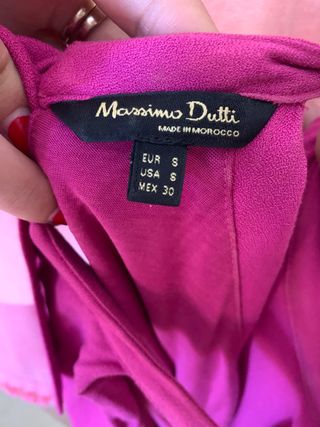 Massimo Dutti
MADE IN MOROCCO
EUR S
USA S
MEX 30